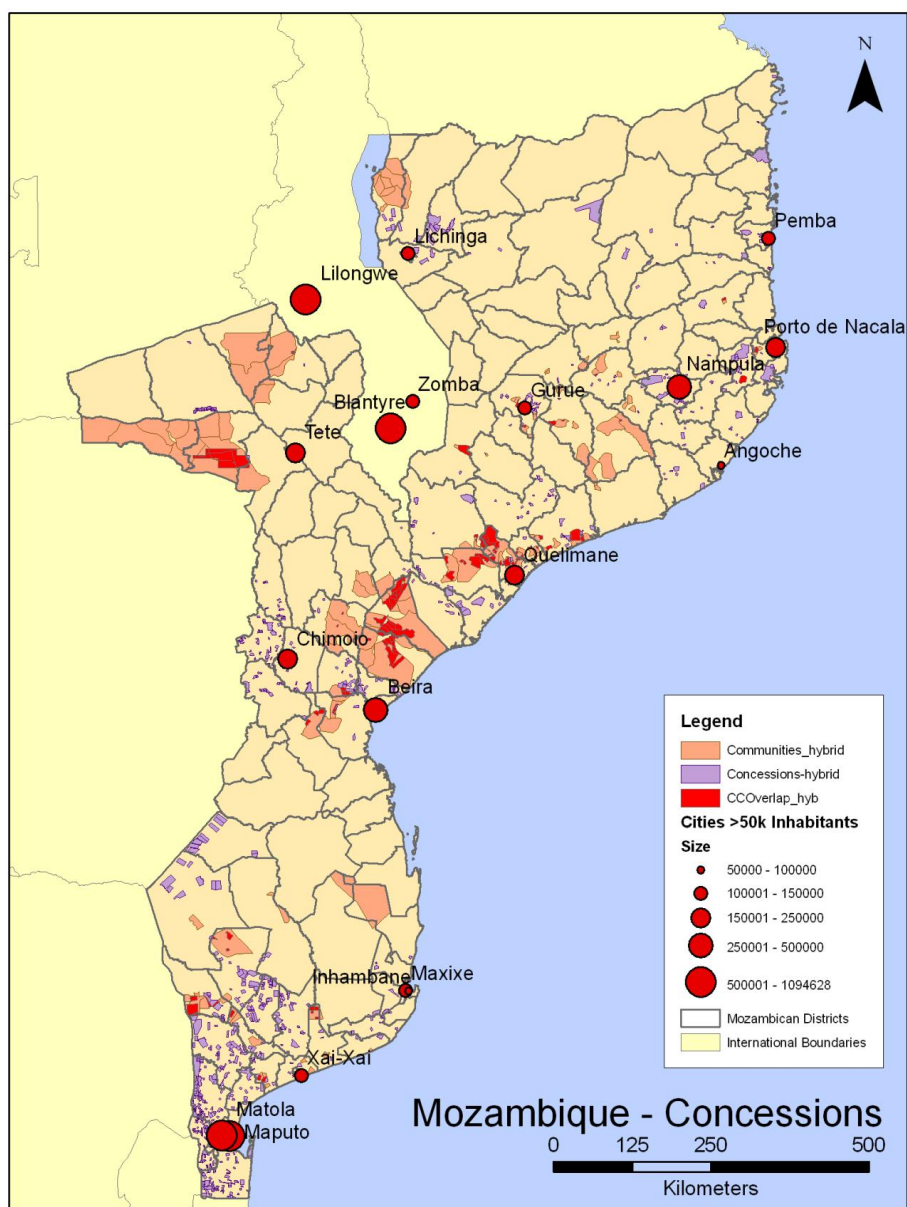 N
Pemba
Lichinga
Lilongwe
Porto de Nacala
Nampula
Zomba
Gurue
Blantyre
Tete
Angoche
Quelimane
Chimoio
Beira
Inhambane
Maxixe
Xai-Xai
Matola
Maputo
Legend
Communities_hybrid
Concessions-hybrid
CCOverlap_hyb
Cities >50k Inhabitants
Size
50000 - 100000
100001 - 150000
150001 - 250000
250001 - 500000
500001 - 1094628
Mozambican Districts
International Boundaries
Mozambique - Concessions
0 125 250 500
Kilometers